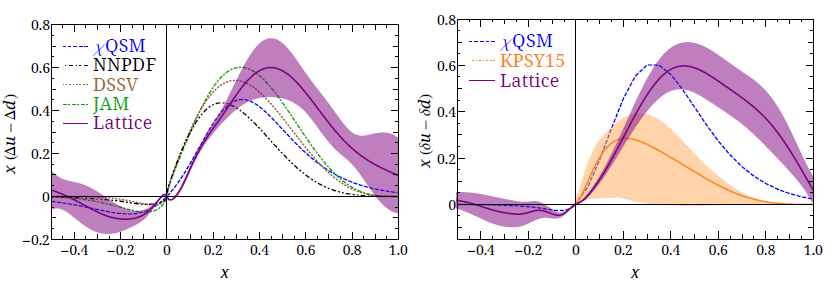 0.8
0.6
0.4
0.2
0
−0.2
x (Δu − Δd)
χQSM
NNPDF
DSSV
JAM
Lattice
−0.4 −0.2 0 0.2 0.4 0.6 0.8 1.0
x
0.8
0.6
0.4
0.2
0
x (δu − δd)
χQSM
KPSY15
Lattice
−0.4 −0.2 0 0.2 0.4 0.6 0.8 1.0
x